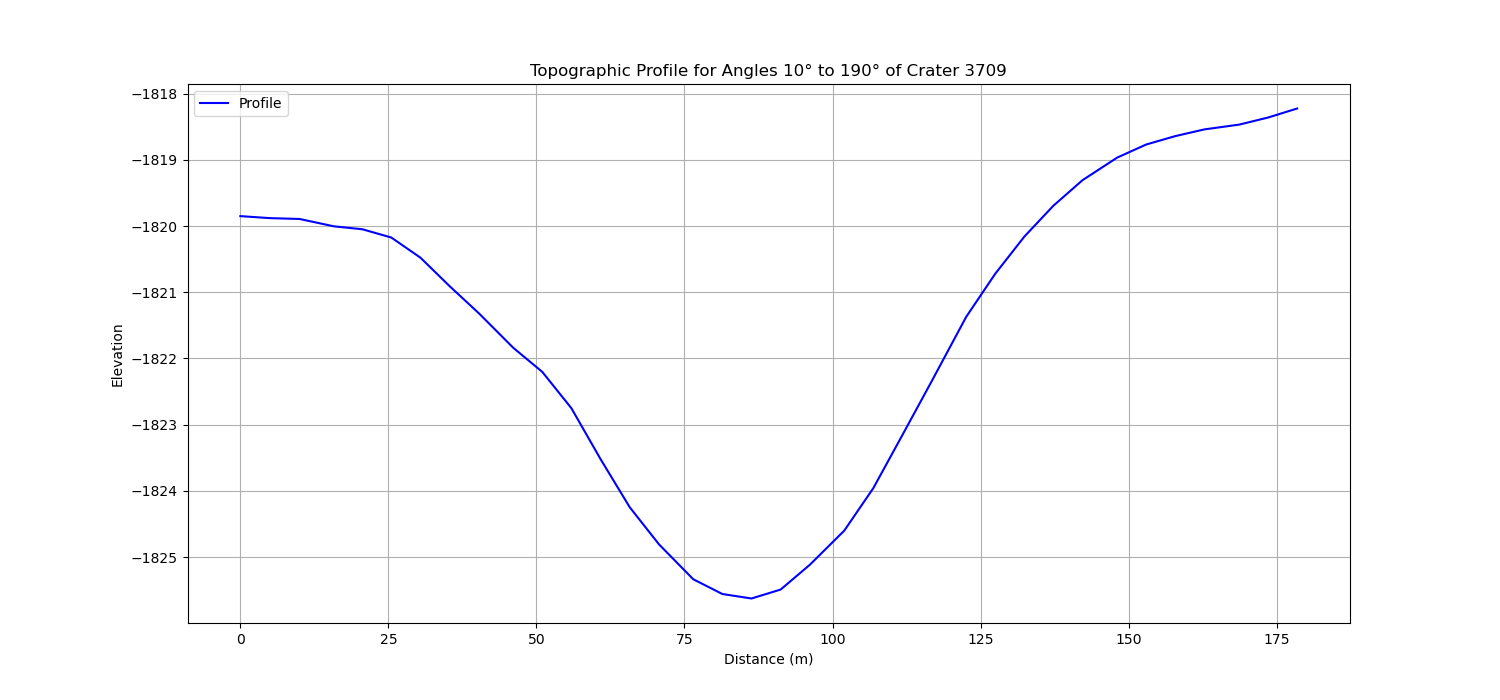 Topographic Profile for Angles 10° to 190° of Crater 3709
Profile
−1818
−1819
−1820
−1821
−1822
−1823
−1824
−1825
Elevation
0 25 50 75 100 125 150 175
Distance (m)